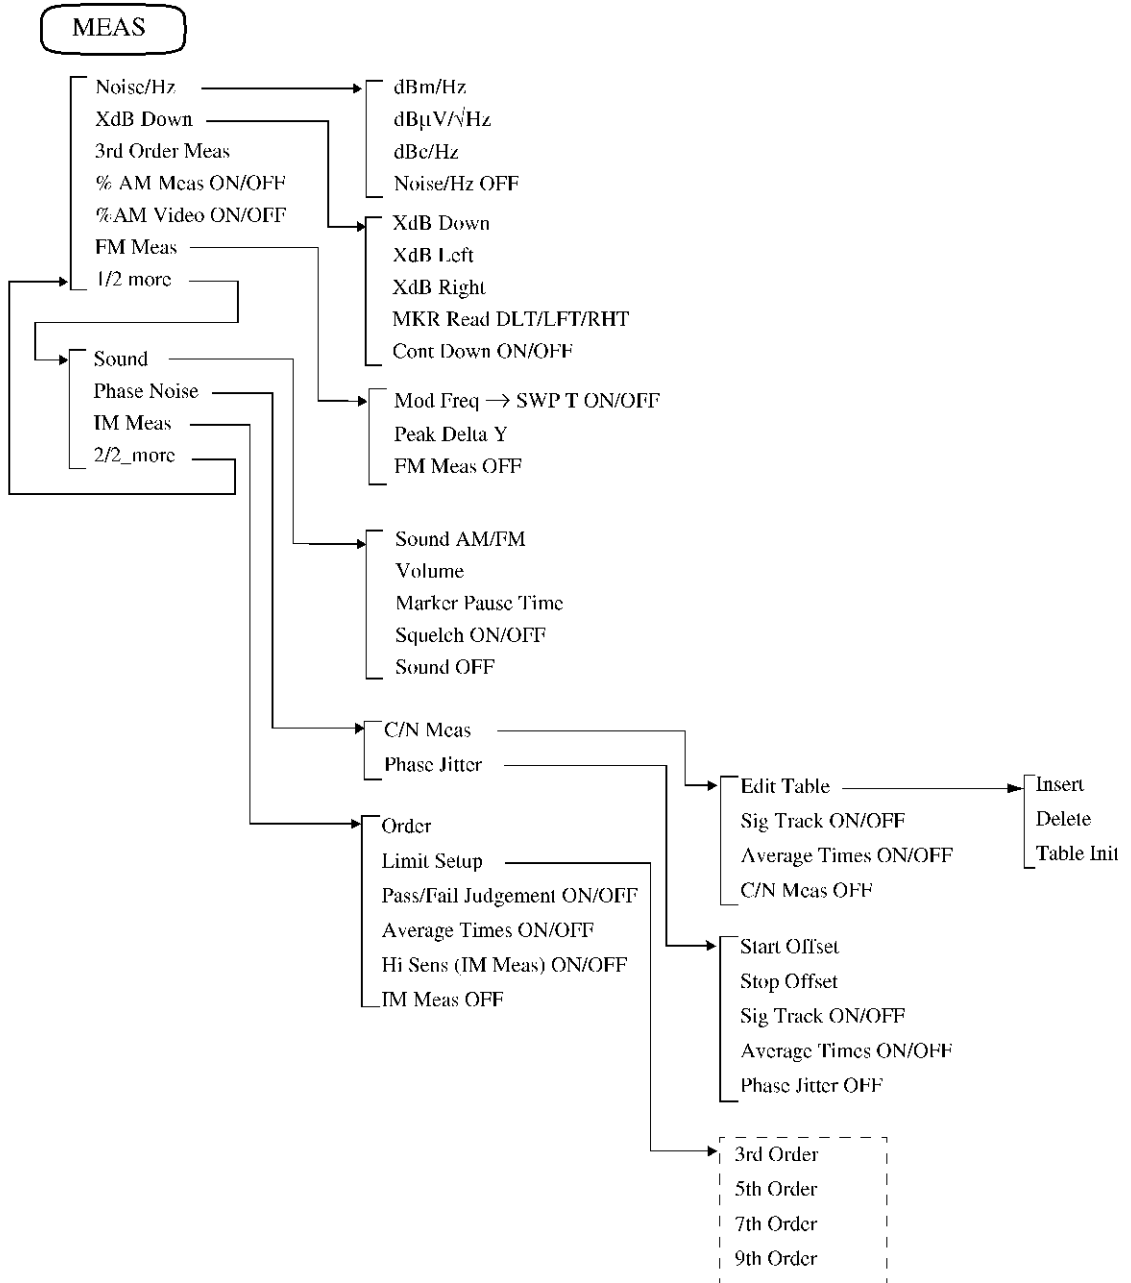 MEAS
Noise/Hz
XdB Down
3rd Order Meas
% AM Meas ON/OFF
%AM Video ON/OFF
FM Meas
1/2 more
dBm/Hz
dBμV/√Hz
dBc/Hz
Noise/Hz OFF
XdB Down
XdB Left
XdB Right
MKR Read DLT/LFT/RHT
Cont Down ON/OFF
Sound
Phase Noise
IM Meas
2/2_more
Mod Freq → SWP T ON/OFF
Peak Delta Y
FM Meas OFF
Sound AM/FM
Volume
Marker Pause Time
Squelch ON/OFF
Sound OFF
C/N Meas
Phase Jitter
Edit Table
Sig Track ON/OFF
Average Times ON/OFF
C/N Meas OFF
Insert
Delete
Table Init
Order
Limit Setup
Pass/Fail Judgement ON/OFF
Average Times ON/OFF
Hi Sens (IM Meas) ON/OFF
IM Meas OFF
Start Offset
Stop Offset
Sig Track ON/OFF
Average Times ON/OFF
Phase Jitter OFF
3rd Order
5th Order
7th Order
9th Order